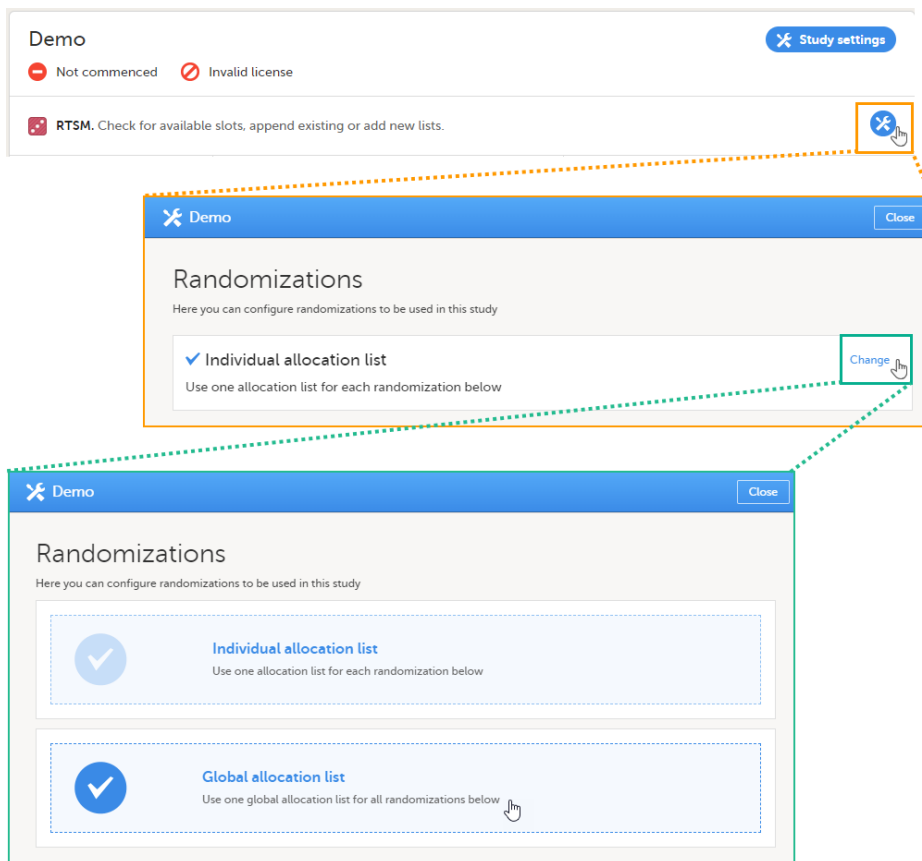 Demo
Study settings
Not commenced Invalid license
RTSM. Check for available slots, append existing or add new lists.
Demo
Close
Randomizations
Here you can configure randomizations to be used in this study
Individual allocation list
Change
Use one allocation list for each randomization below
Demo
Close
Randomizations
Here you can configure randomizations to be used in this study
Individual allocation list
Use one allocation list for each randomization below
Global allocation list
Use one global allocation list for all randomizations below